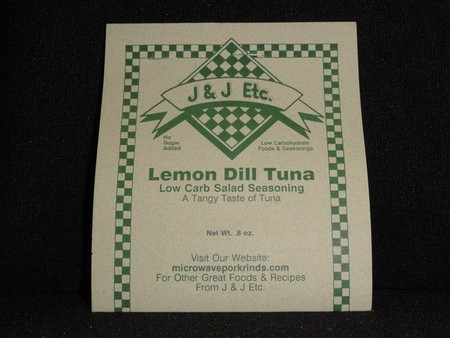 J & J Etc.
No
Sugar
Added
Low Carbohydrate
Foods & Seasonings
Lemon Dill Tuna
Low Carb Salad Seasoning
A Tangy Taste of Tuna
Net Wt. .8 oz.
Visit Our Website:
microwaveporkrinds.com
For Other Great Foods & Recipes
From J & J Etc.